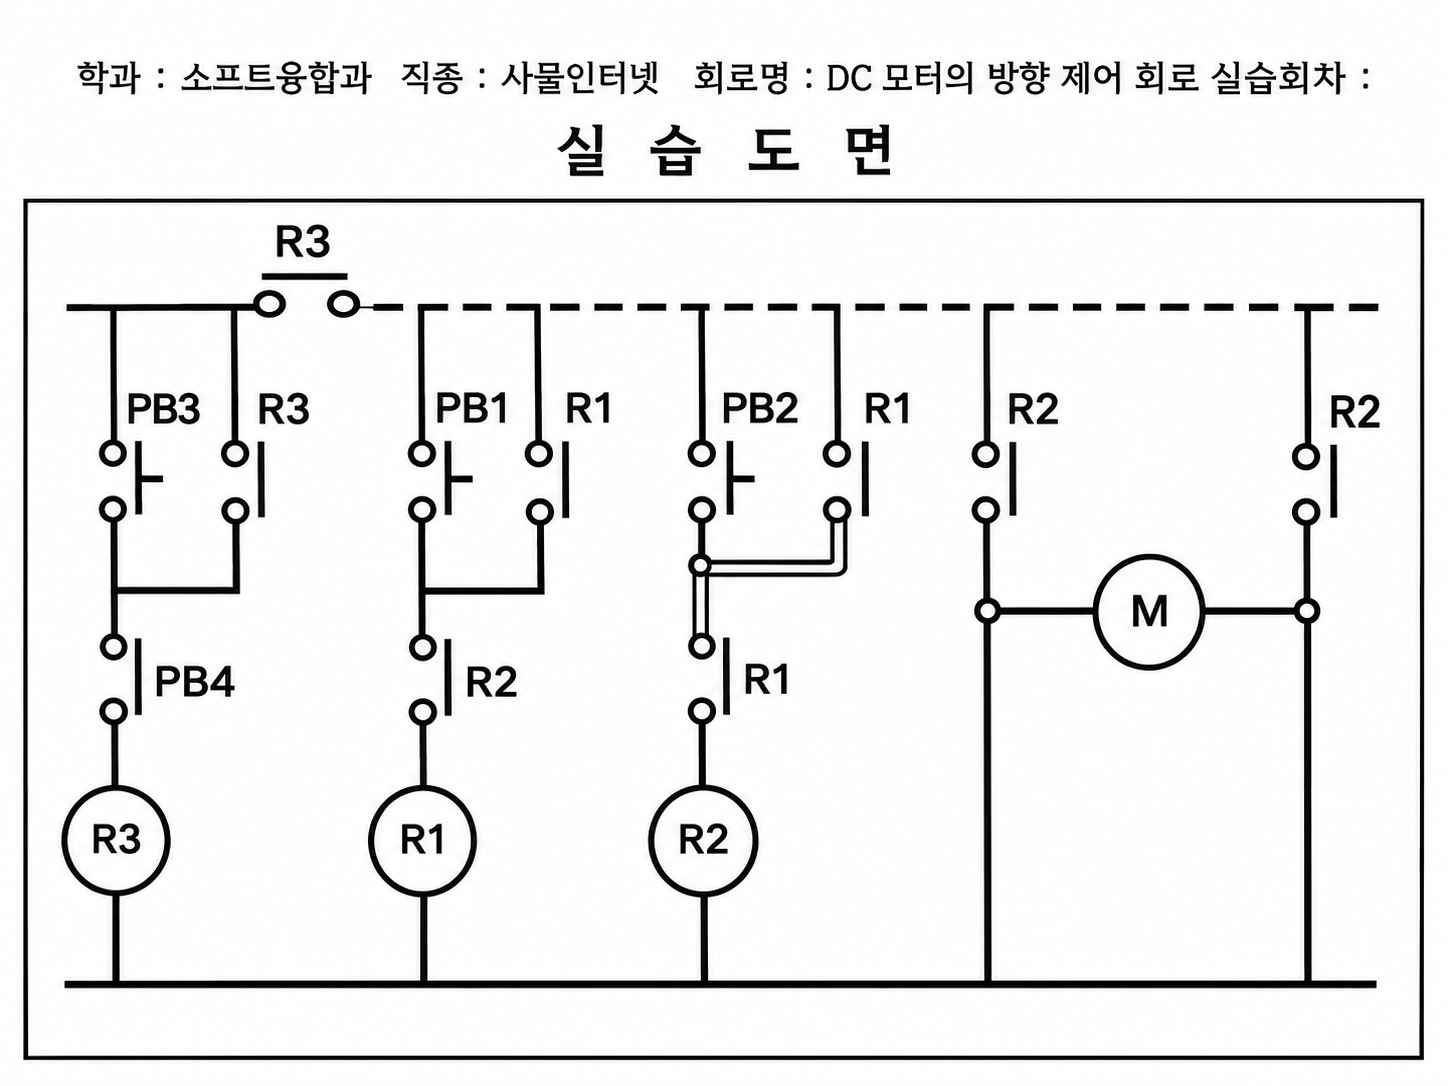 학과 : 소프트융합과 직종 : 사물인터넷 회로명 : DC 모터의 방향 제어 회로 실습회차 :
실 습 도 면
R3
PB3 R3 PB1 R1 PB2 R1 R2 R2
M
PB4 R2 R1
R3 R1 R2